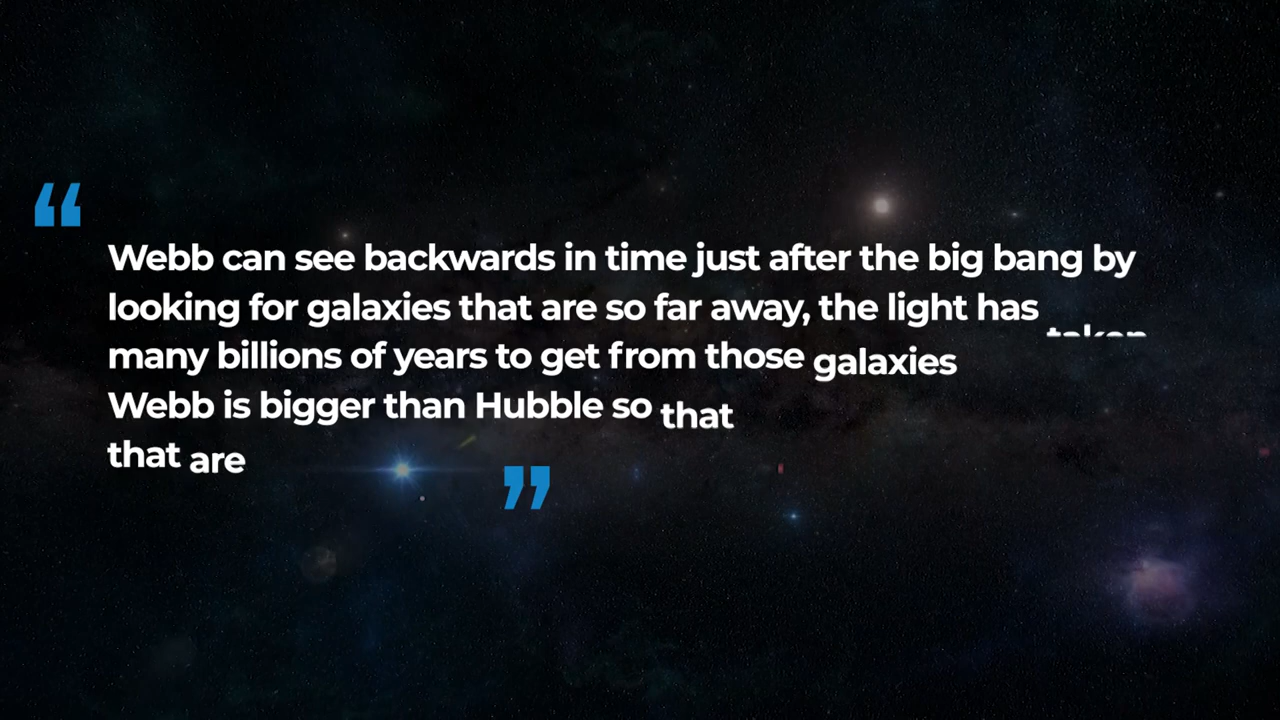 “
Webb can see backwards in time just after the big bang by
looking for galaxies that are so far away, the light has
many billions of years to get from those galaxies
Webb is bigger than Hubble so that
that are
”